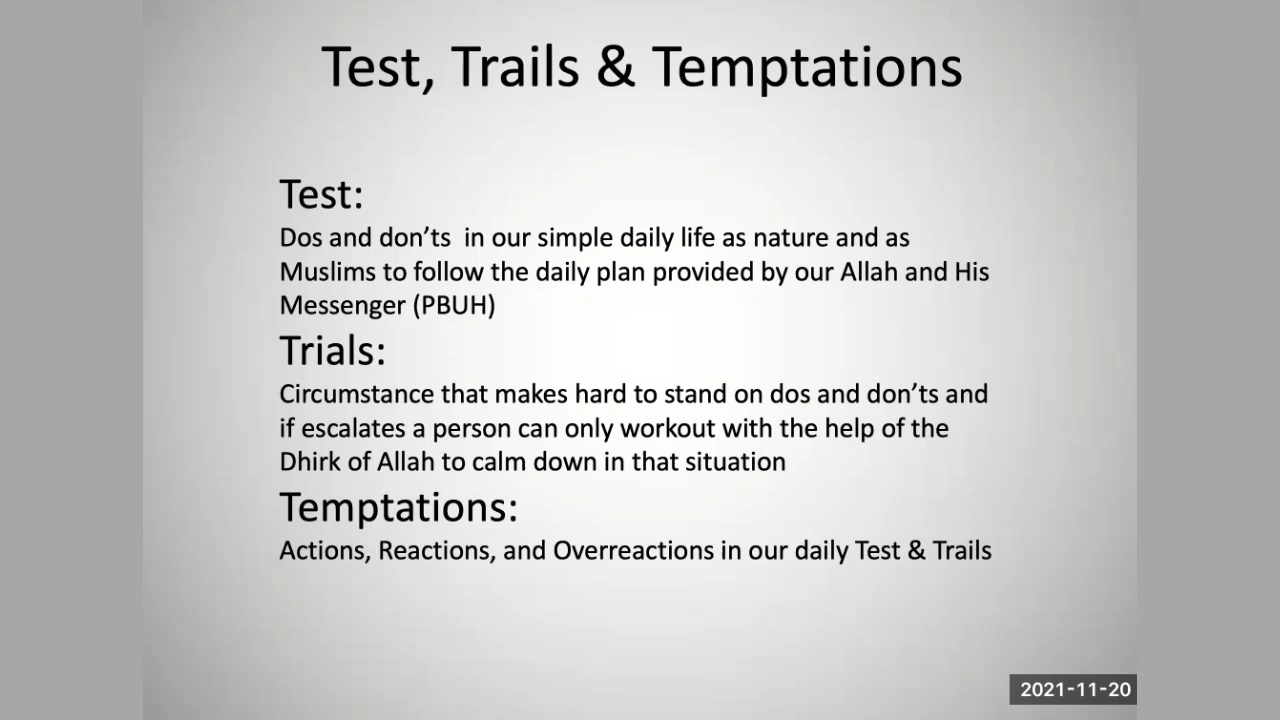 Test, Trails & Temptations
Test:
Dos and don’ts  in our simple daily life as nature and as
Muslims to follow the daily plan provided by our Allah and His
Messenger (PBUH)
Trials:
Circumstance that makes hard to stand on dos and don’ts and
if escalates a person can only workout with the help of the
Dhirk of Allah to calm down in that situation
Temptations:
Actions, Reactions, and Overreactions in our daily Test & Trails
2021-11-20